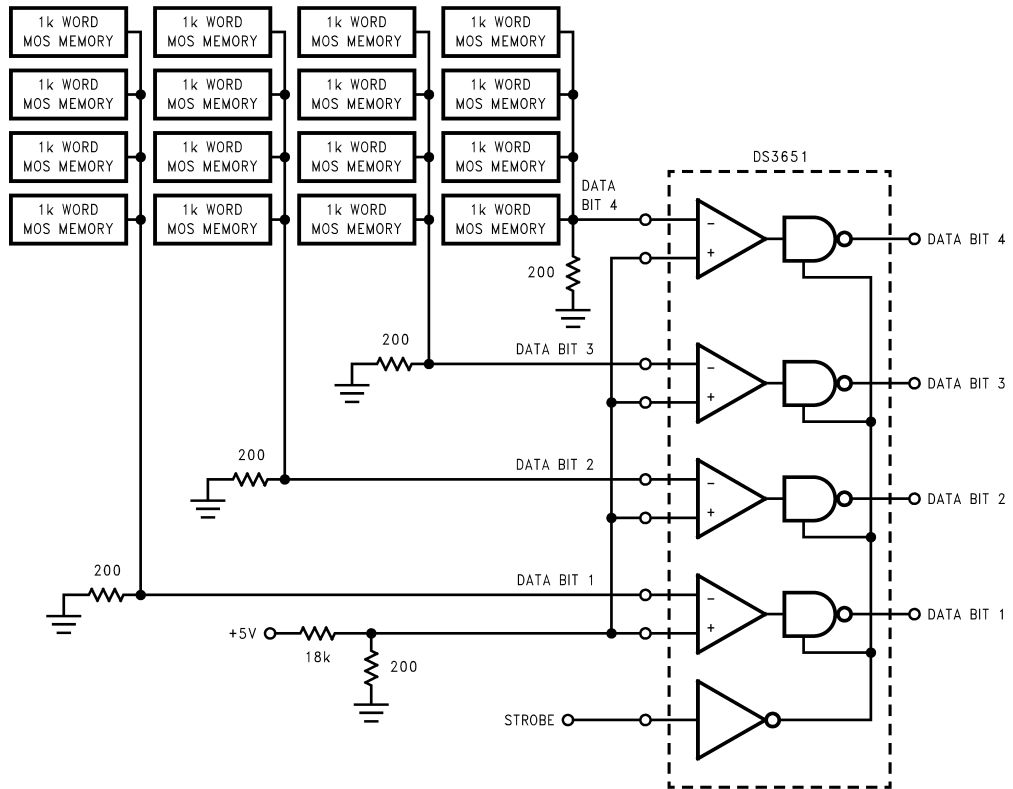 1k WORD
MOS MEMORY
1k WORD
MOS MEMORY
1k WORD
MOS MEMORY
1k WORD
MOS MEMORY
1k WORD
MOS MEMORY
1k WORD
MOS MEMORY
1k WORD
MOS MEMORY
1k WORD
MOS MEMORY
1k WORD
MOS MEMORY
1k WORD
MOS MEMORY
1k WORD
MOS MEMORY
1k WORD
MOS MEMORY
1k WORD
MOS MEMORY
1k WORD
MOS MEMORY
1k WORD
MOS MEMORY
1k WORD
MOS MEMORY
DS3651
DATA
BIT 4
−
+
DATA BIT 4
200
200
DATA BIT 3
−
+
DATA BIT 3
200
DATA BIT 2
−
+
DATA BIT 2
200
DATA BIT 1
−
+
DATA BIT 1
+5V
18k
200
STROBE